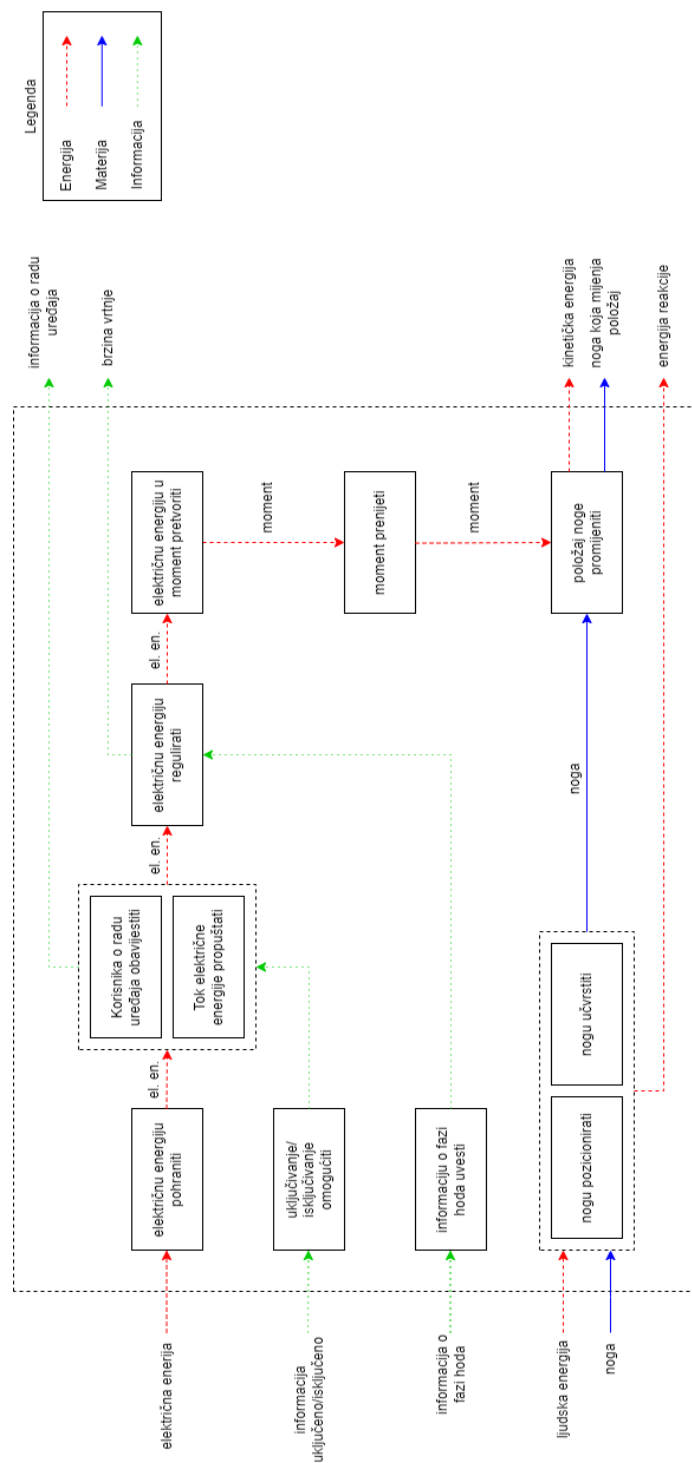 Legenda
Energija
Materija
Informacija
informacija o radu
uređaja
brzina vrtnje
kinetička energija
noga koja mijenja
položaj
energija reakcije
električnu energiju u
moment pretvoriti
moment
moment prenijeti
moment
položaj noge
promijeniti
el. en.
električnu energiju
regulirati
el. en.
noga
Korisnika o radu
uređaja obavijestiti
Tok električne
energije propuštati
el. en.
električnu energiju
pohraniti
uključivanje/
isključivanje
omogućiti
informaciju o fazi
hoda uvesti
nogu pozicionirati
nogu učvrstiti
električna enerija
informacija
uključeno/isključeno
informacija o
fazi hoda
ljudska energija
noga